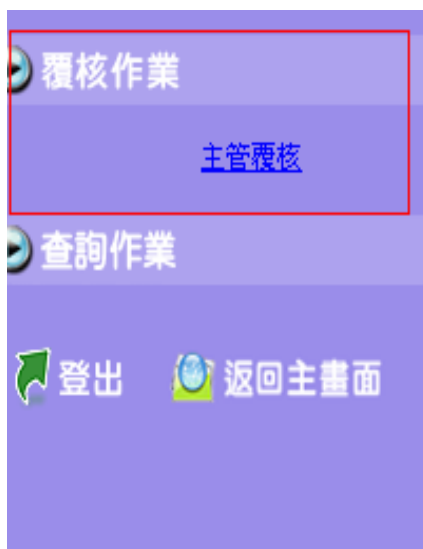 覆核作業
主管覆核
查詢作業
登出 返回主畫面